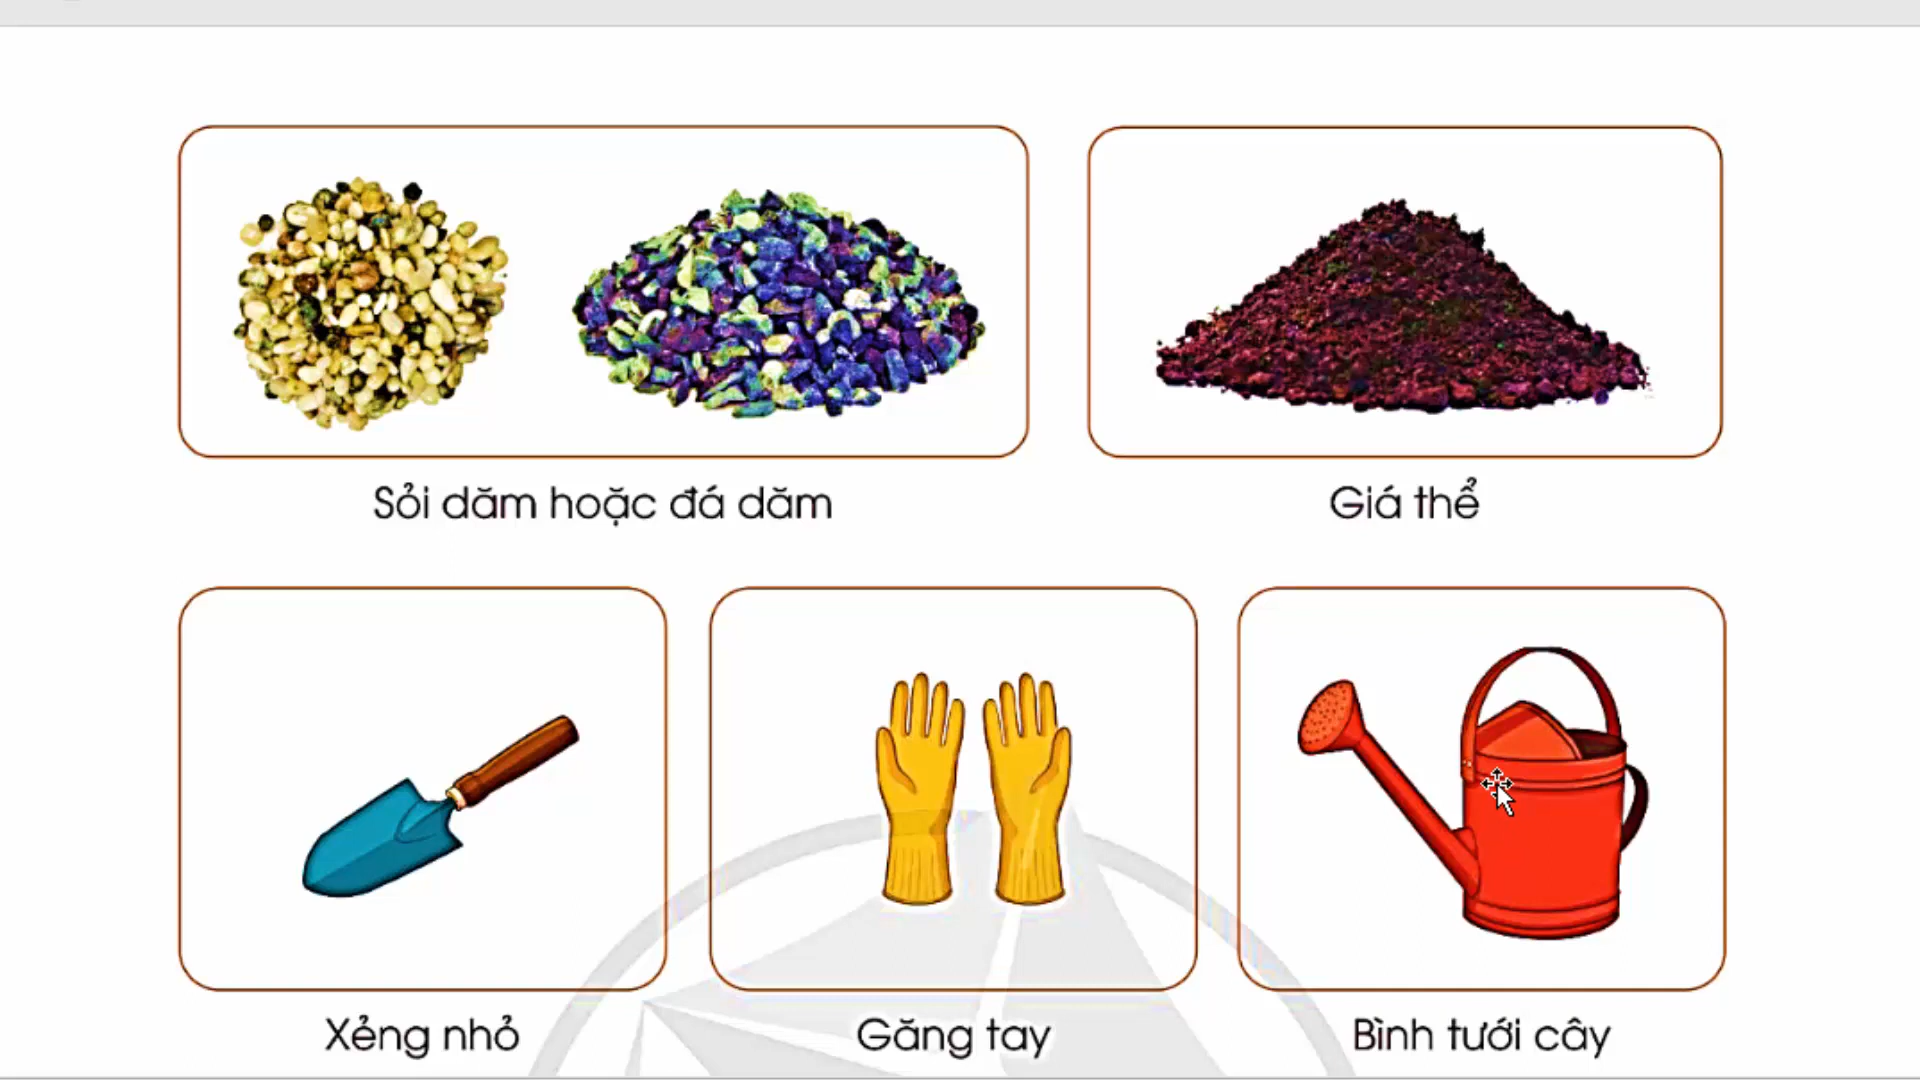 Sỏi dăm hoặc đá dăm
Giá thể
Xẻng nhỏ
Găng tay
Bình tưới cây